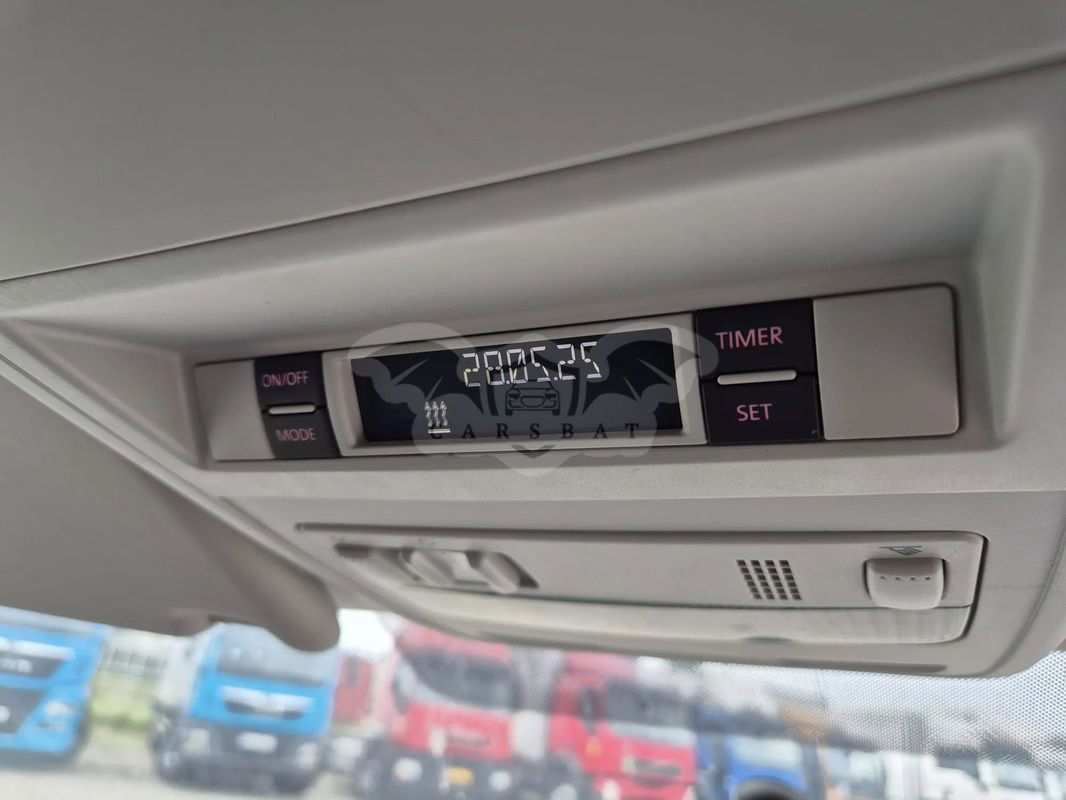 ON/OFF
MODE
28.05.25
TIMER
SET
CARSBAT